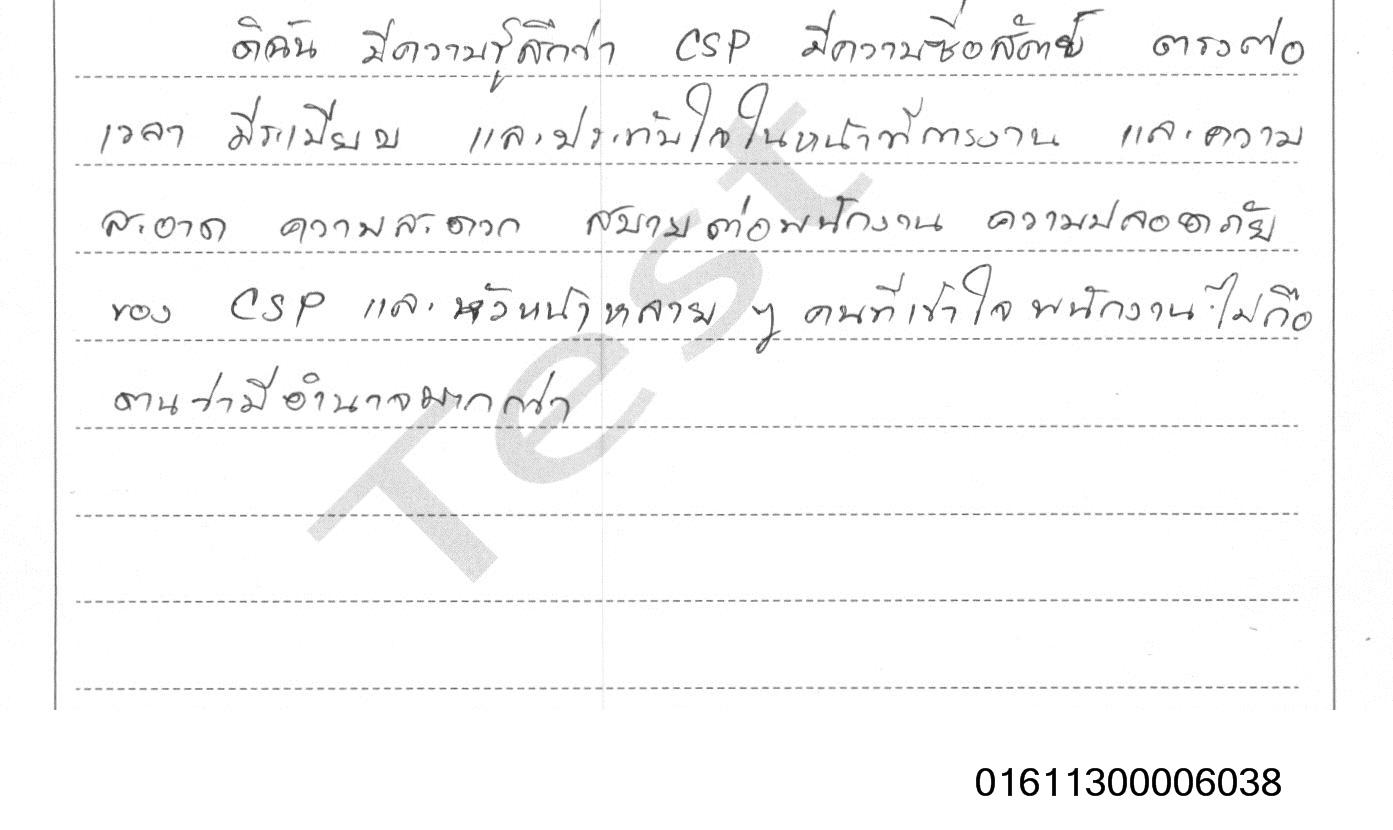 ดิฉัน มีความรู้สึกว่า CSP มีความซื่อสัตย์ ตรงต่อ
เวลา มีระเบียบ และประทับใจในหน้าที่การงาน และความ
สะอาด ความสะดวก สบายต่อพนักงาน ความปลอดภัย
ของ CSP และหัวหน้าหลาย ๆ คนที่เข้าใจ พนักงาน ไม่ถือ
ตนว่ามีอำนาจมากกว่า
Test
01611300006038